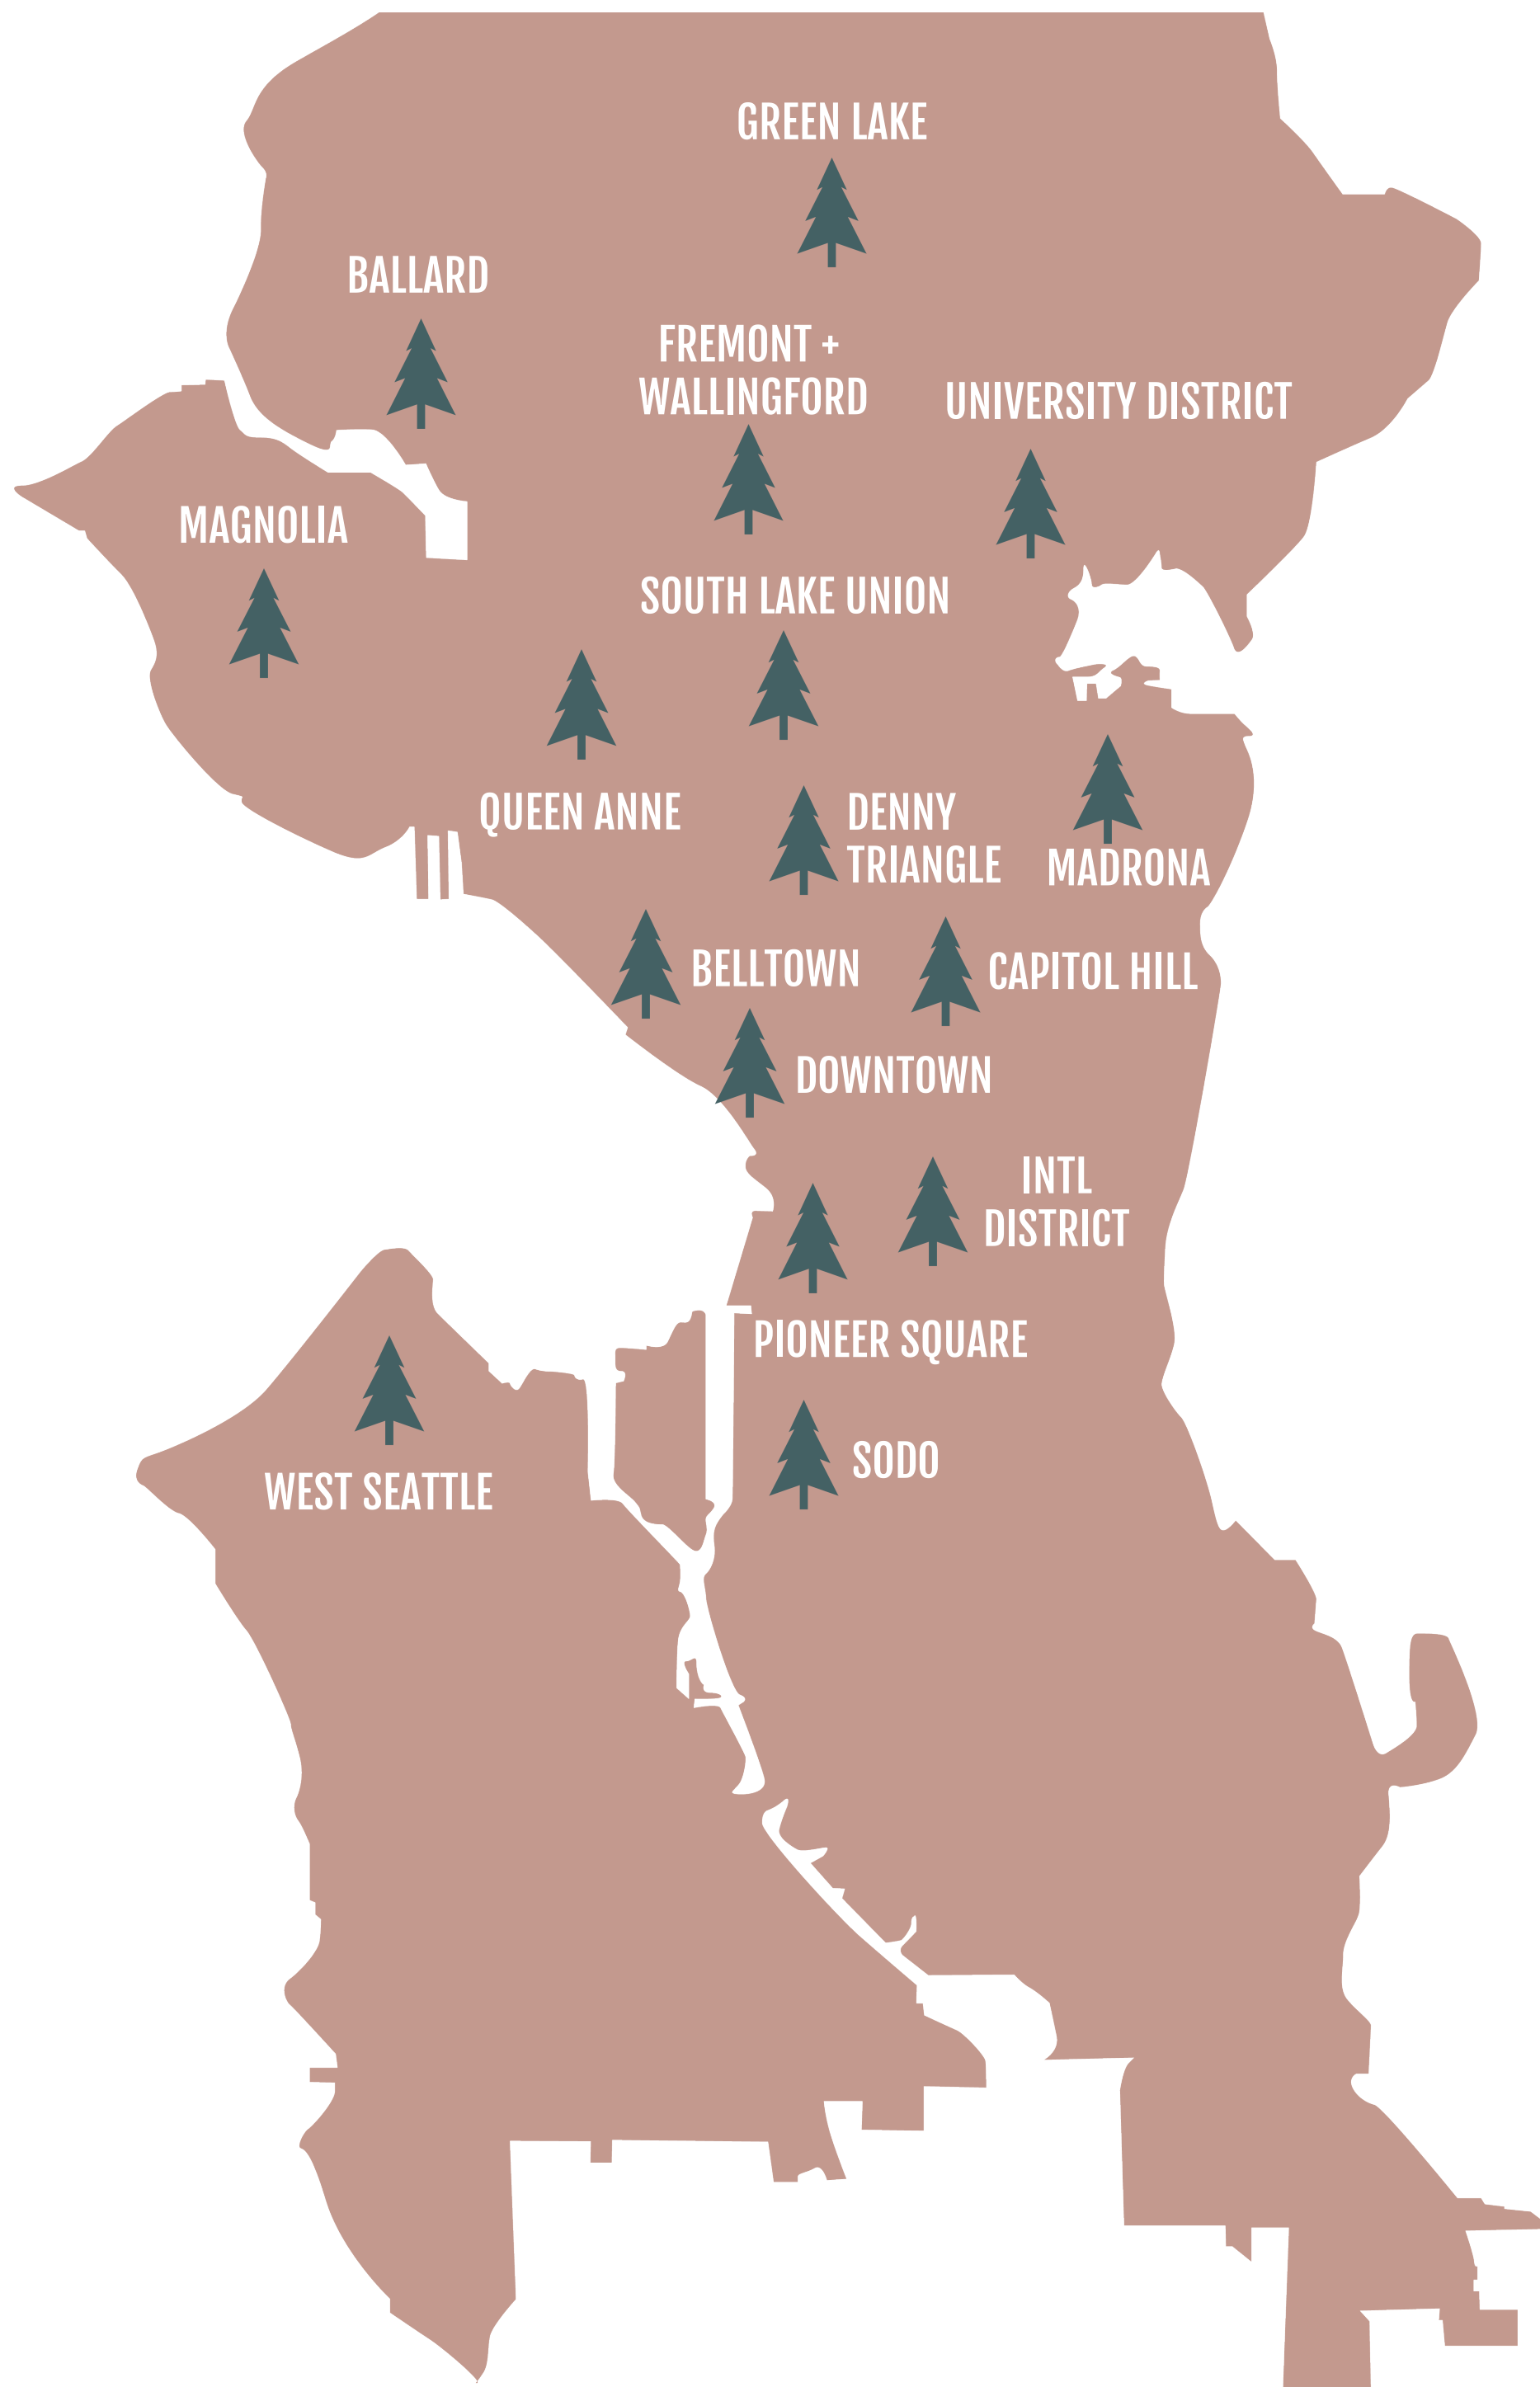 GREEN LAKE
BALLARD
FREMONT +
WALLINGFORD
UNIVERSITY DISTRICT
MAGNOLIA
SOUTH LAKE UNION
QUEEN ANNE
DENNY
TRIANGLE
MADRONA
BELLTOWN
CAPITOL HILL
DOWNTOWN
INTL
DISTRICT
PIONEER SQUARE
SODO
WEST SEATTLE